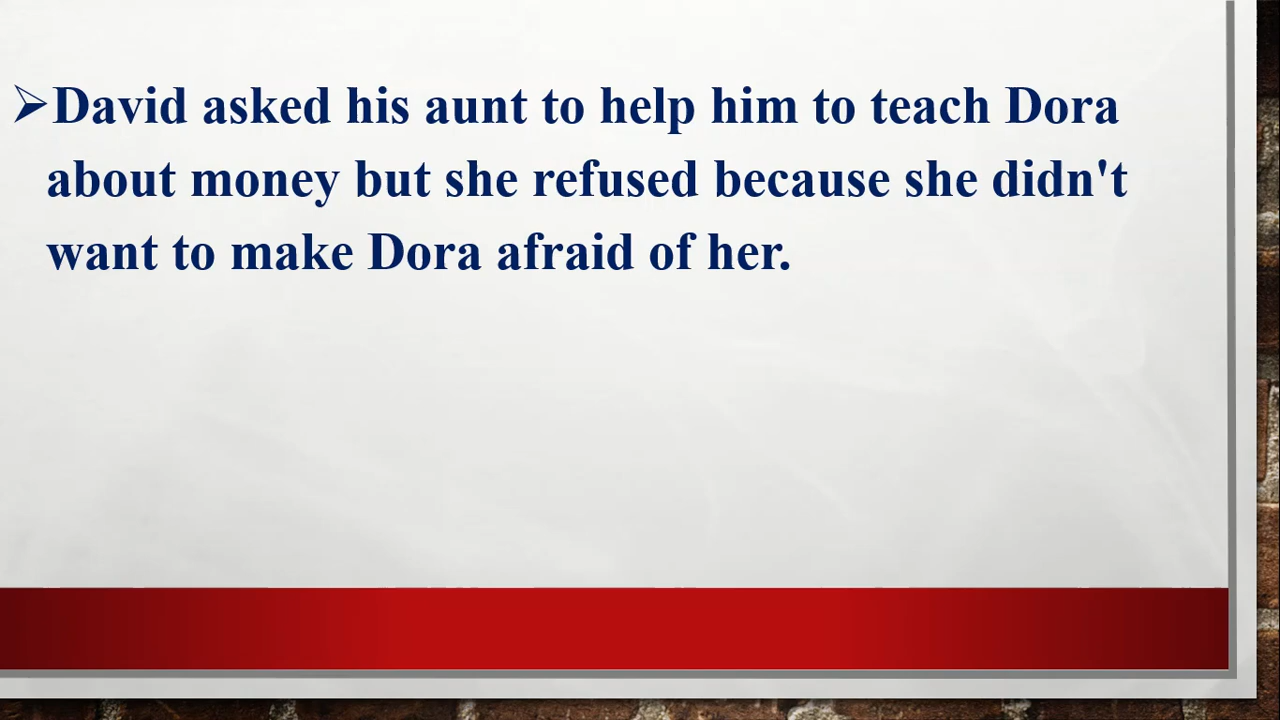 ➢David asked his aunt to help him to teach Dora
about money but she refused because she didn't
want to make Dora afraid of her.